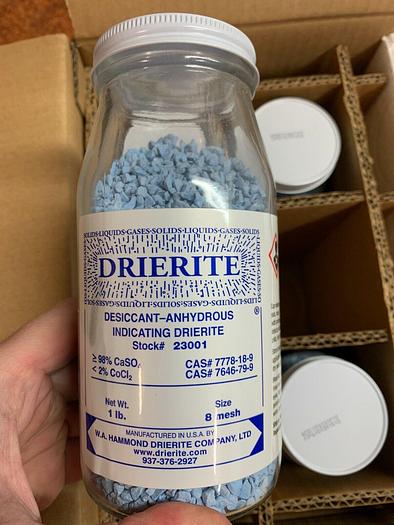 SOLIDS-LIQUIDS-GASES-SOLIDS-LIQUIDS-GASES-SOLIDS
DRIERITE
®
DESICCANT–ANHYDROUS
INDICATING DRIERITE
Stock# 23001
≥ 98% CaSO4 CAS# 7778-18-9
< 2% CoCl2 CAS# 7646-79-9
Net Wt. Size
1 lb. 8 mesh
MANUFACTURED IN U.S.A. BY
W.A. HAMMOND DRIERITE COMPANY, LTD
www.drierite.com
937-376-2927